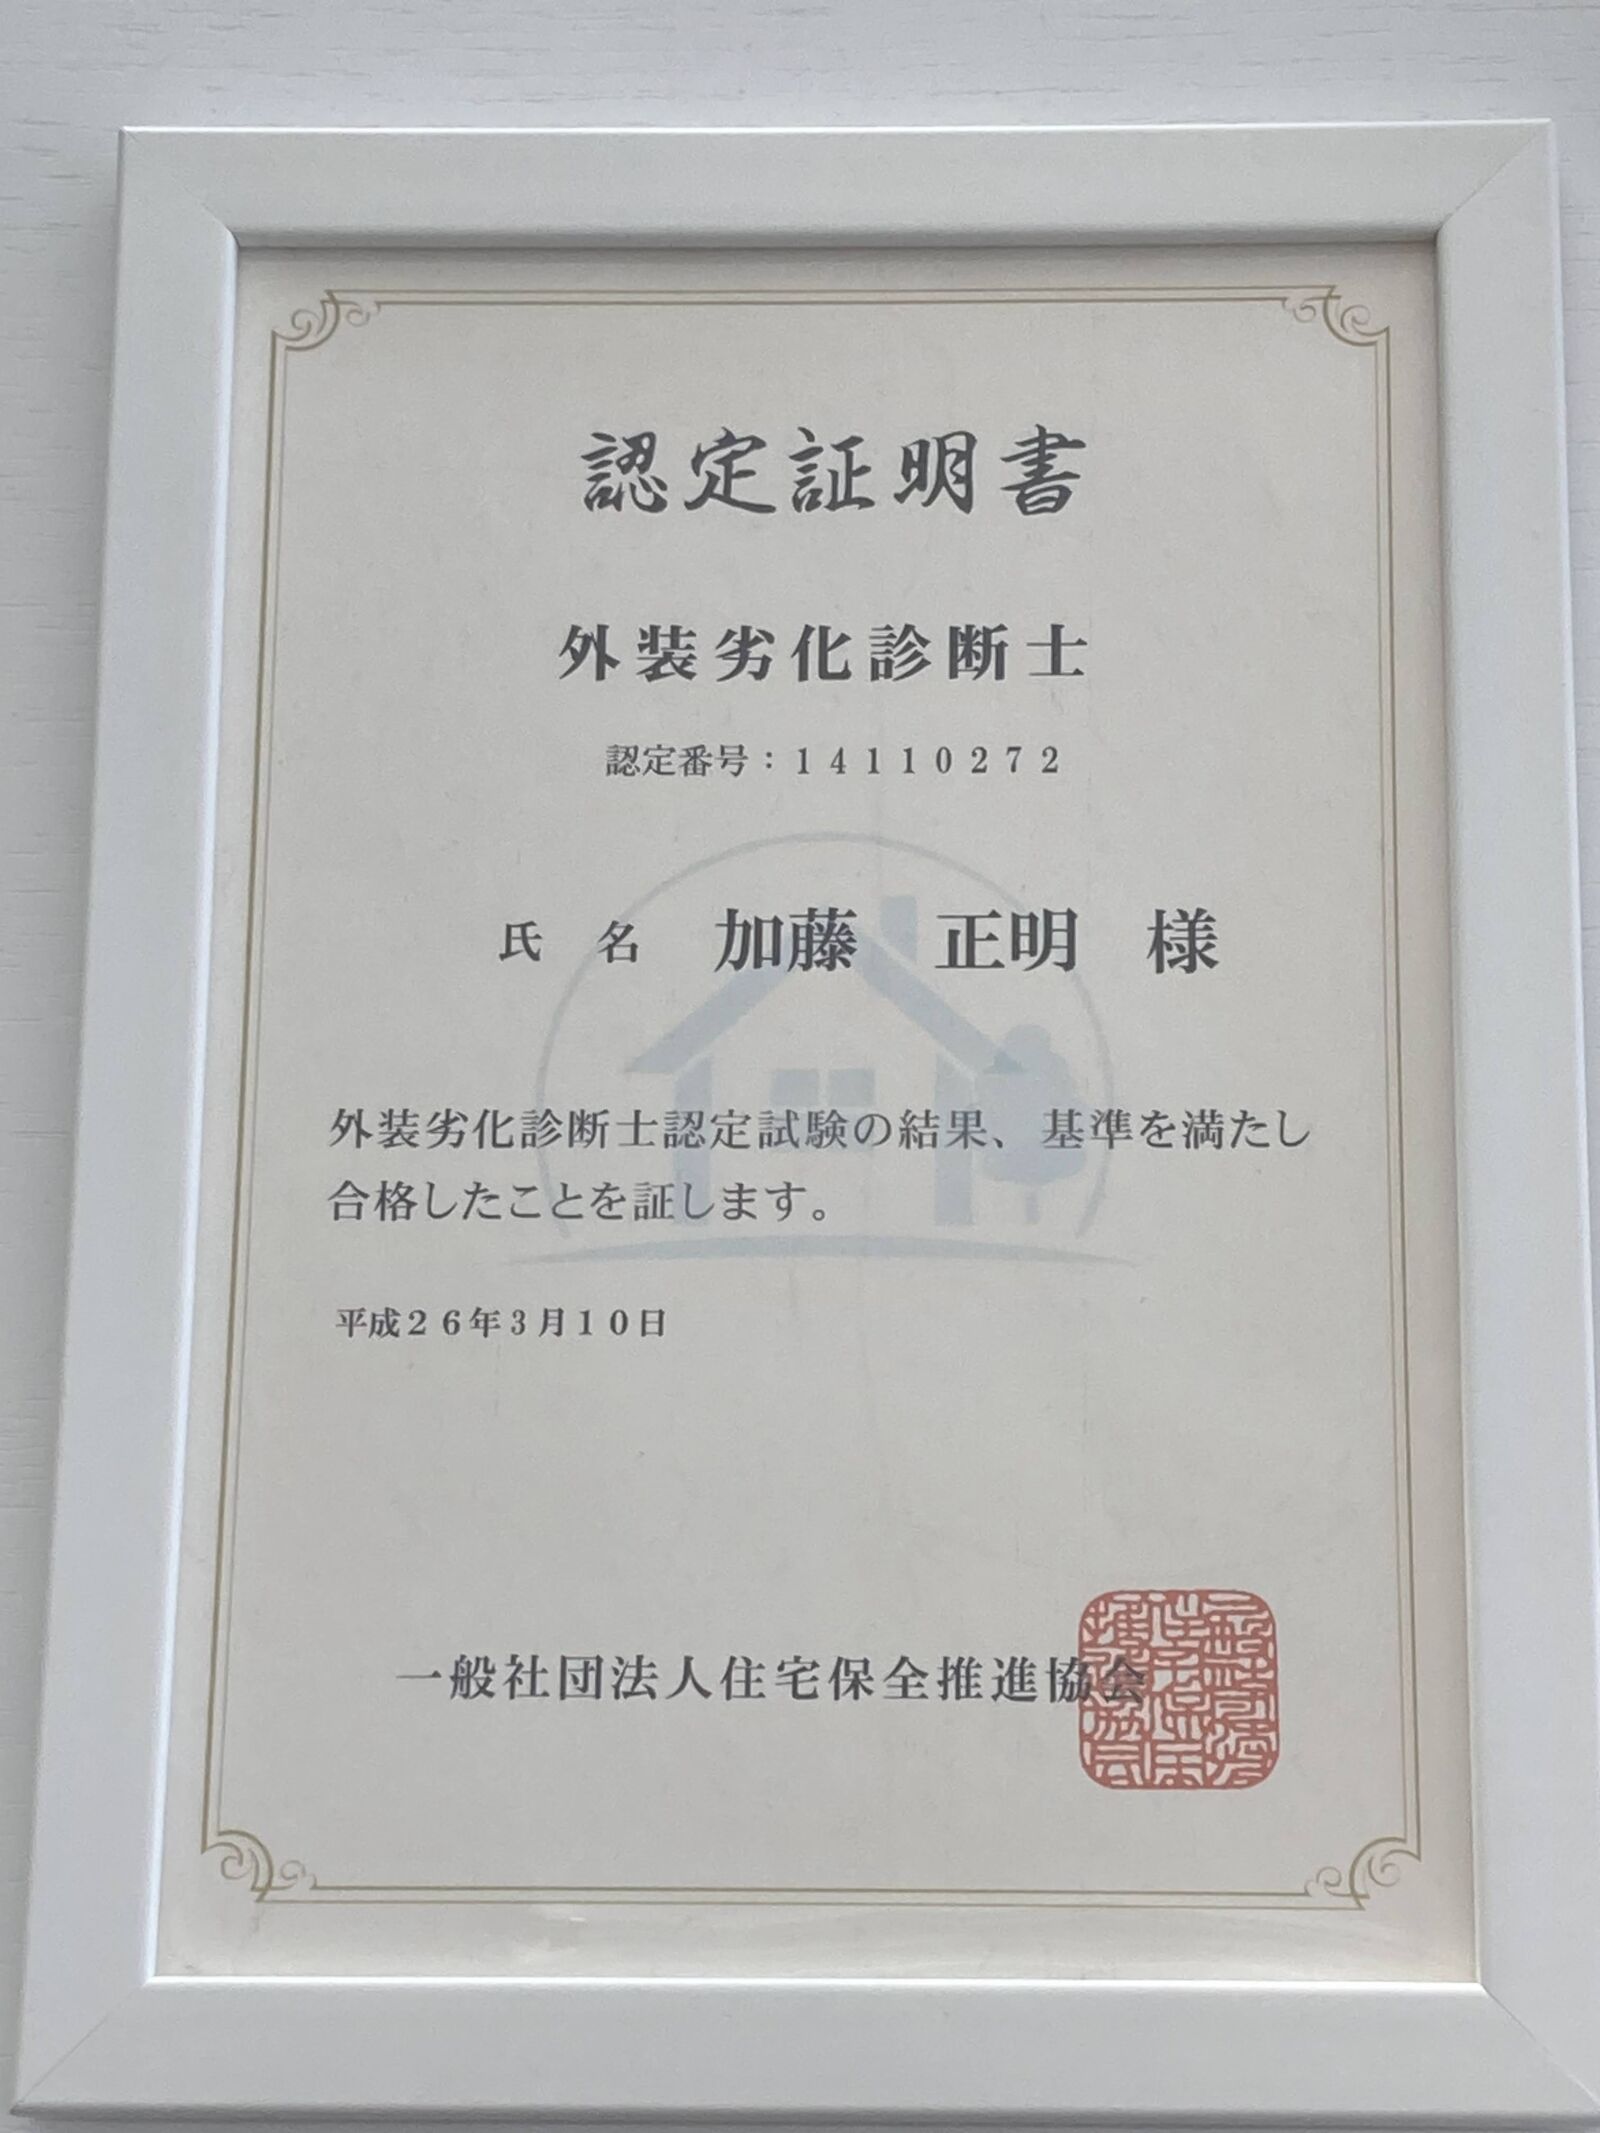 認定証明書
外装劣化診断士
認定番号：１４１１０２７２
氏 名 加藤 正明 様
外装劣化診断士認定試験の結果、基準を満たし
合格したことを証します。
平成２６年３月１０日
一般社団法人住宅保全推進協会